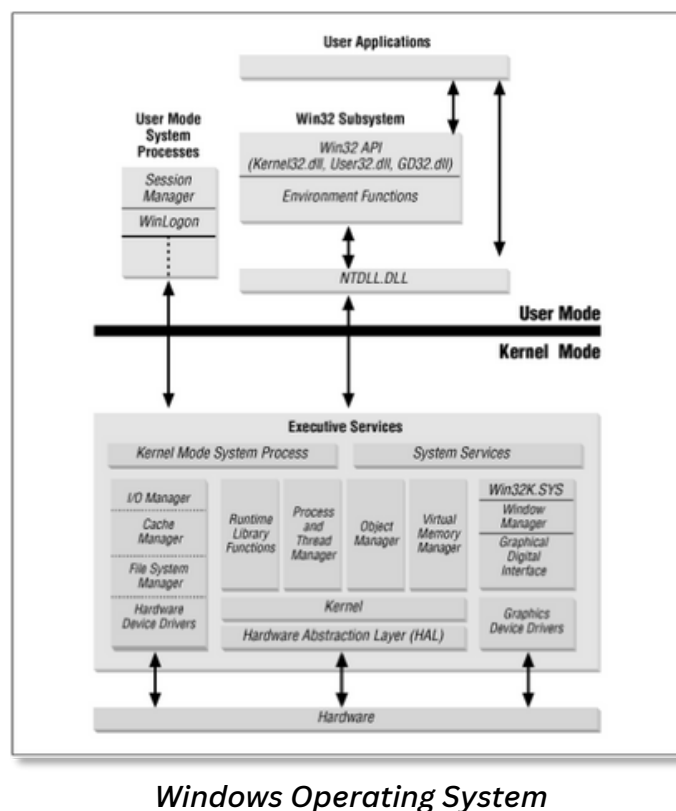 User Applications
User Mode
System
Processes
Session
Manager
WinLogon
Win32 Subsystem
Win32 API
(Kernel32.dll, User32.dll, GD32.dll)
Environment Functions
NTDLL.DLL
User Mode
Kernel Mode
Executive Services
Kernel Mode System Process
System Services
I/O Manager
Cache
Manager
File System
Manager
Hardware
Device Drivers
Runtime
Library
Functions
Process
and
Thread
Manager
Object
Manager
Virtual
Memory
Manager
Win32K.SYS
Window
Manager
Graphical
Digital
Interface
Kernel
Hardware Abstraction Layer (HAL)
Graphics
Device Drivers
Hardware
Windows Operating System